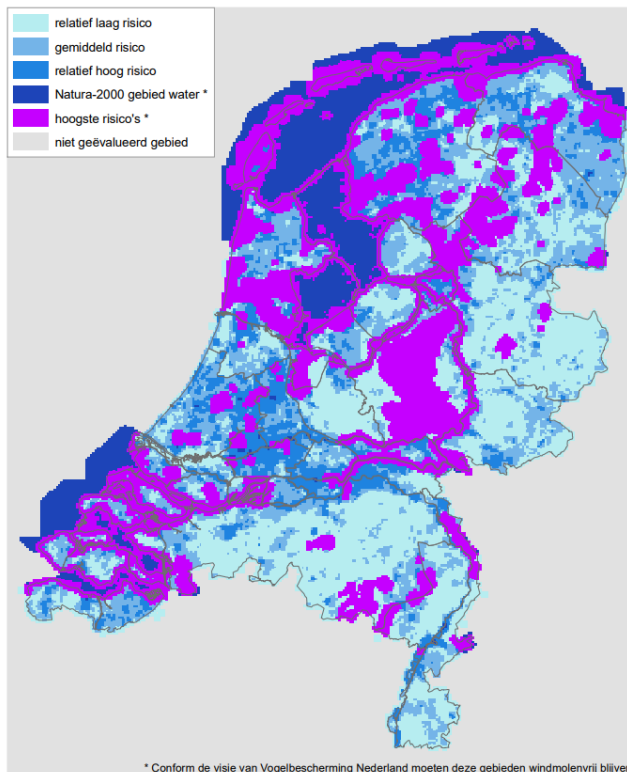 relatief laag risico
gemiddeld risico
relatief hoog risico
Natura-2000 gebied water *
hoogste risico's *
niet geëvalueerd gebied
* Conform de visie van Vogelbescherming Nederland moeten deze gebieden windmolenvrij blijven